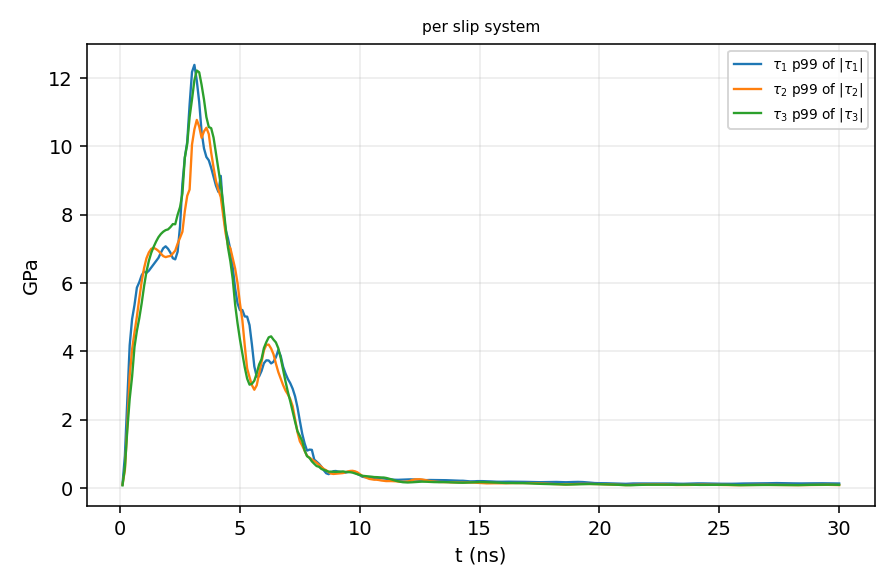 per slip system
τ₁ p99 of |τ₁|
τ₂ p99 of |τ₂|
τ₃ p99 of |τ₃|
GPa
12
10
8
6
4
2
0
0 5 10 15 20 25 30
t (ns)